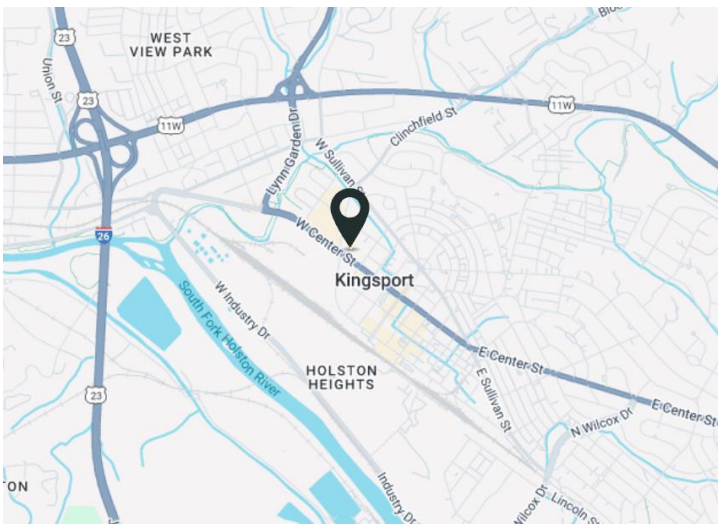 23
WEST
VIEW PARK
Union St
23
11W
11W
Lynn Garden Dr
W Sullivan St
Clinchfield St
26
W Center St
Kingsport
South Fork Holston River
W Industry Dr
HOLSTON
HEIGHTS
E Center St
E Sullivan St
23
E Center St
N Wilcox Dr
Industry Dr
Wilcox Dr
Lincoln St